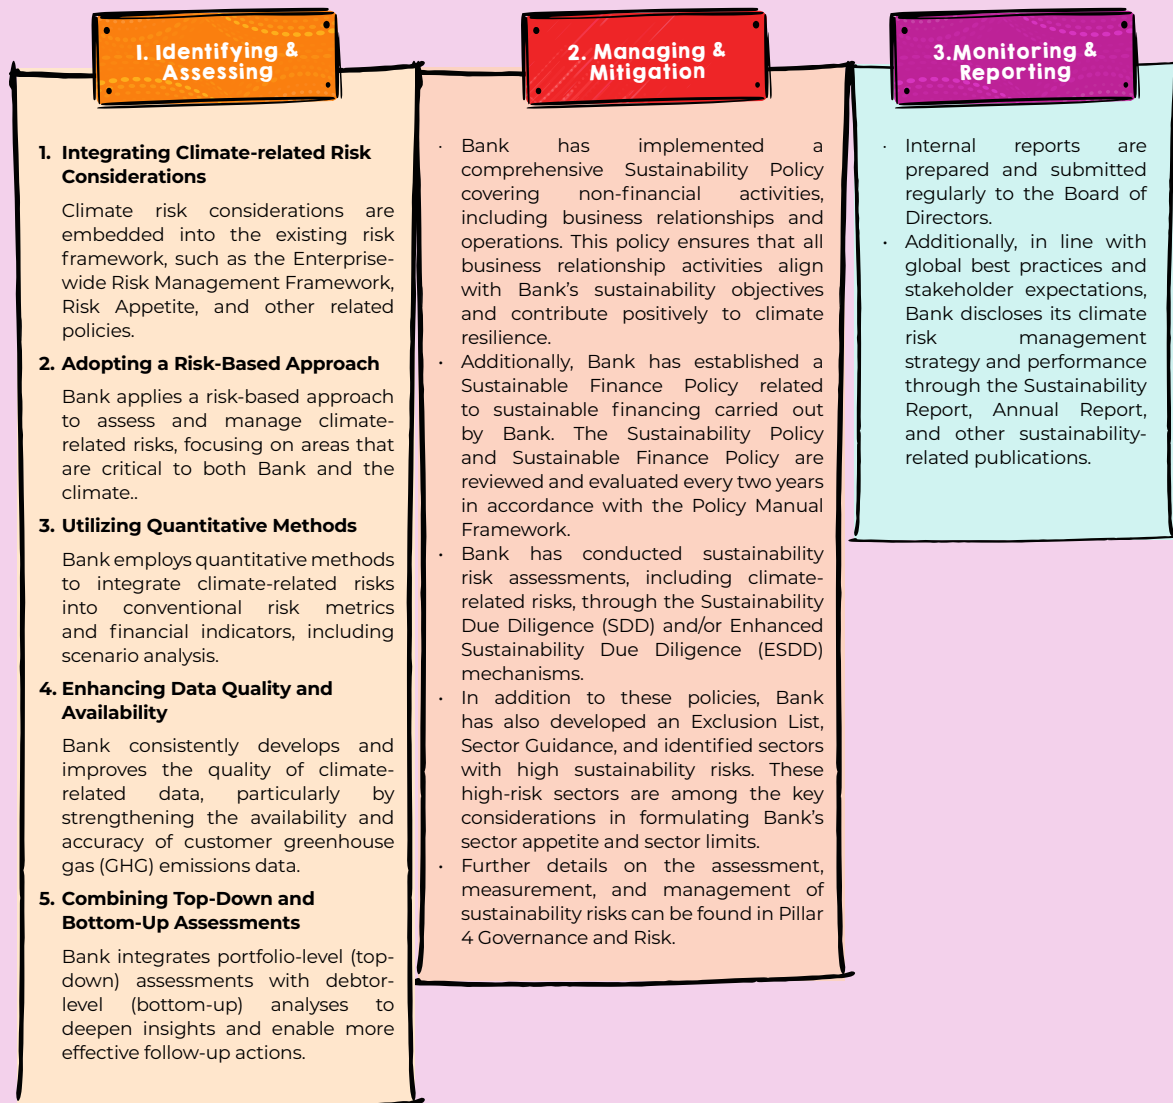 1. Identifying &
Assessing
1. Integrating Climate-related Risk
Considerations
Climate risk considerations are
embedded into the existing risk
framework, such as the Enterprise-
wide Risk Management Framework,
Risk Appetite, and other related
policies.
2. Adopting a Risk-Based Approach
Bank applies a risk-based approach
to assess and manage climate-
related risks, focusing on areas that
are critical to both Bank and the
climate..
3. Utilizing Quantitative Methods
Bank employs quantitative methods
to integrate climate-related risks
into conventional risk metrics
and financial indicators, including
scenario analysis.
4. Enhancing Data Quality and
Availability
Bank consistently develops and
improves the quality of climate-
related data, particularly by
strengthening the availability and
accuracy of customer greenhouse
gas (GHG) emissions data.
5. Combining Top-Down and
Bottom-Up Assessments
Bank integrates portfolio-level (top-
down) assessments with debtor-
level (bottom-up) analyses to
deepen insights and enable more
effective follow-up actions.
2. Managing &
Mitigation
· Bank has implemented a
comprehensive Sustainability Policy
covering non-financial activities,
including business relationships and
operations. This policy ensures that all
business relationship activities align
with Bank's sustainability objectives
and contribute positively to climate
resilience.
· Additionally, Bank has established a
Sustainable Finance Policy related
to sustainable financing carried out
by Bank. The Sustainability Policy
and Sustainable Finance Policy are
reviewed and evaluated every two years
in accordance with the Policy Manual
Framework.
· Bank has conducted sustainability
risk assessments, including climate-
related risks, through the Sustainability
Due Diligence (SDD) and/or Enhanced
Sustainability Due Diligence (ESDD)
mechanisms.
· In addition to these policies, Bank
has also developed an Exclusion List,
Sector Guidance, and identified sectors
with high sustainability risks. These
high-risk sectors are among the key
considerations in formulating Bank's
sector appetite and sector limits.
· Further details on the assessment,
measurement, and management of
sustainability risks can be found in Pillar
4 Governance and Risk.
3.Monitoring &
Reporting
· Internal reports are
prepared and submitted
regularly to the Board of
Directors.
· Additionally, in line with
global best practices and
stakeholder expectations,
Bank discloses its climate
risk management
strategy and performance
through the Sustainability
Report, Annual Report,
and other sustainability-
related publications.